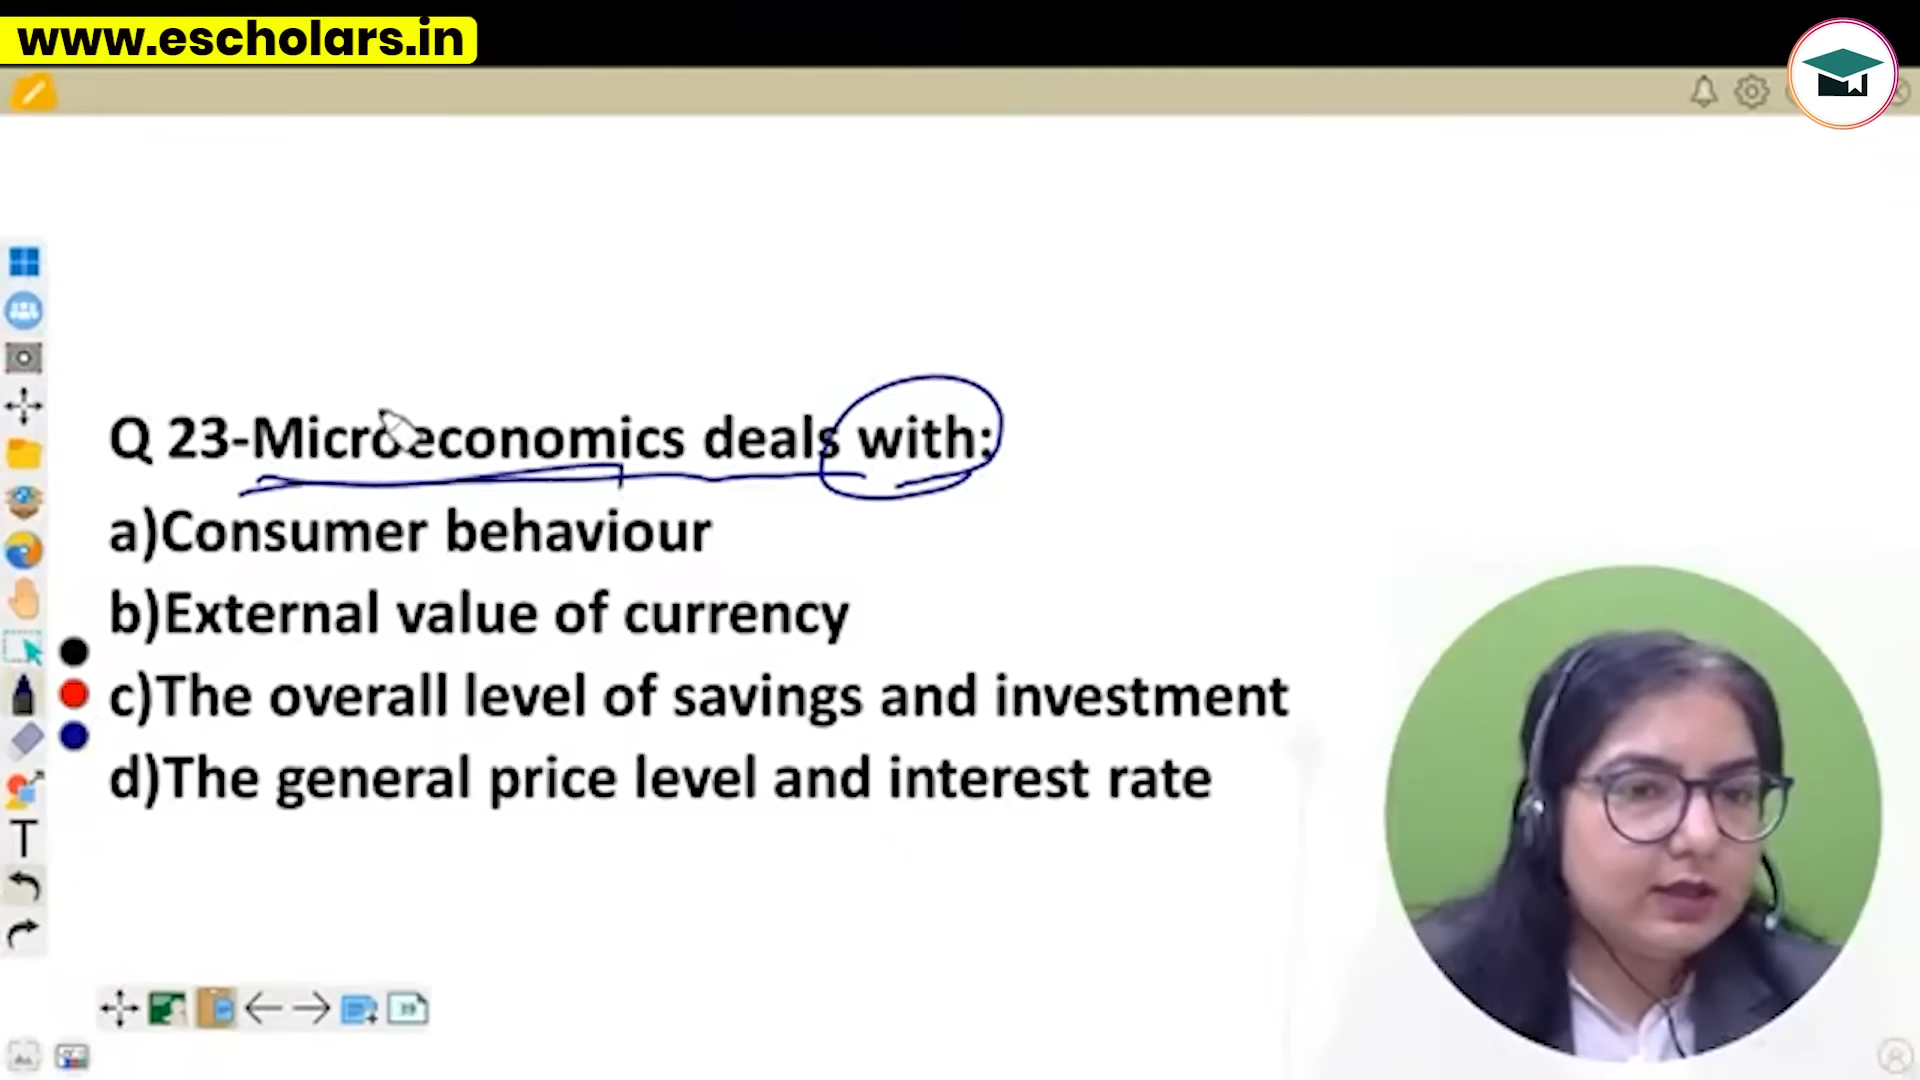 www.escholars.in
Q 23-Microeconomics deals with:
a)Consumer behaviour
b)External value of currency
c)The overall level of savings and investment
d)The general price level and interest rate